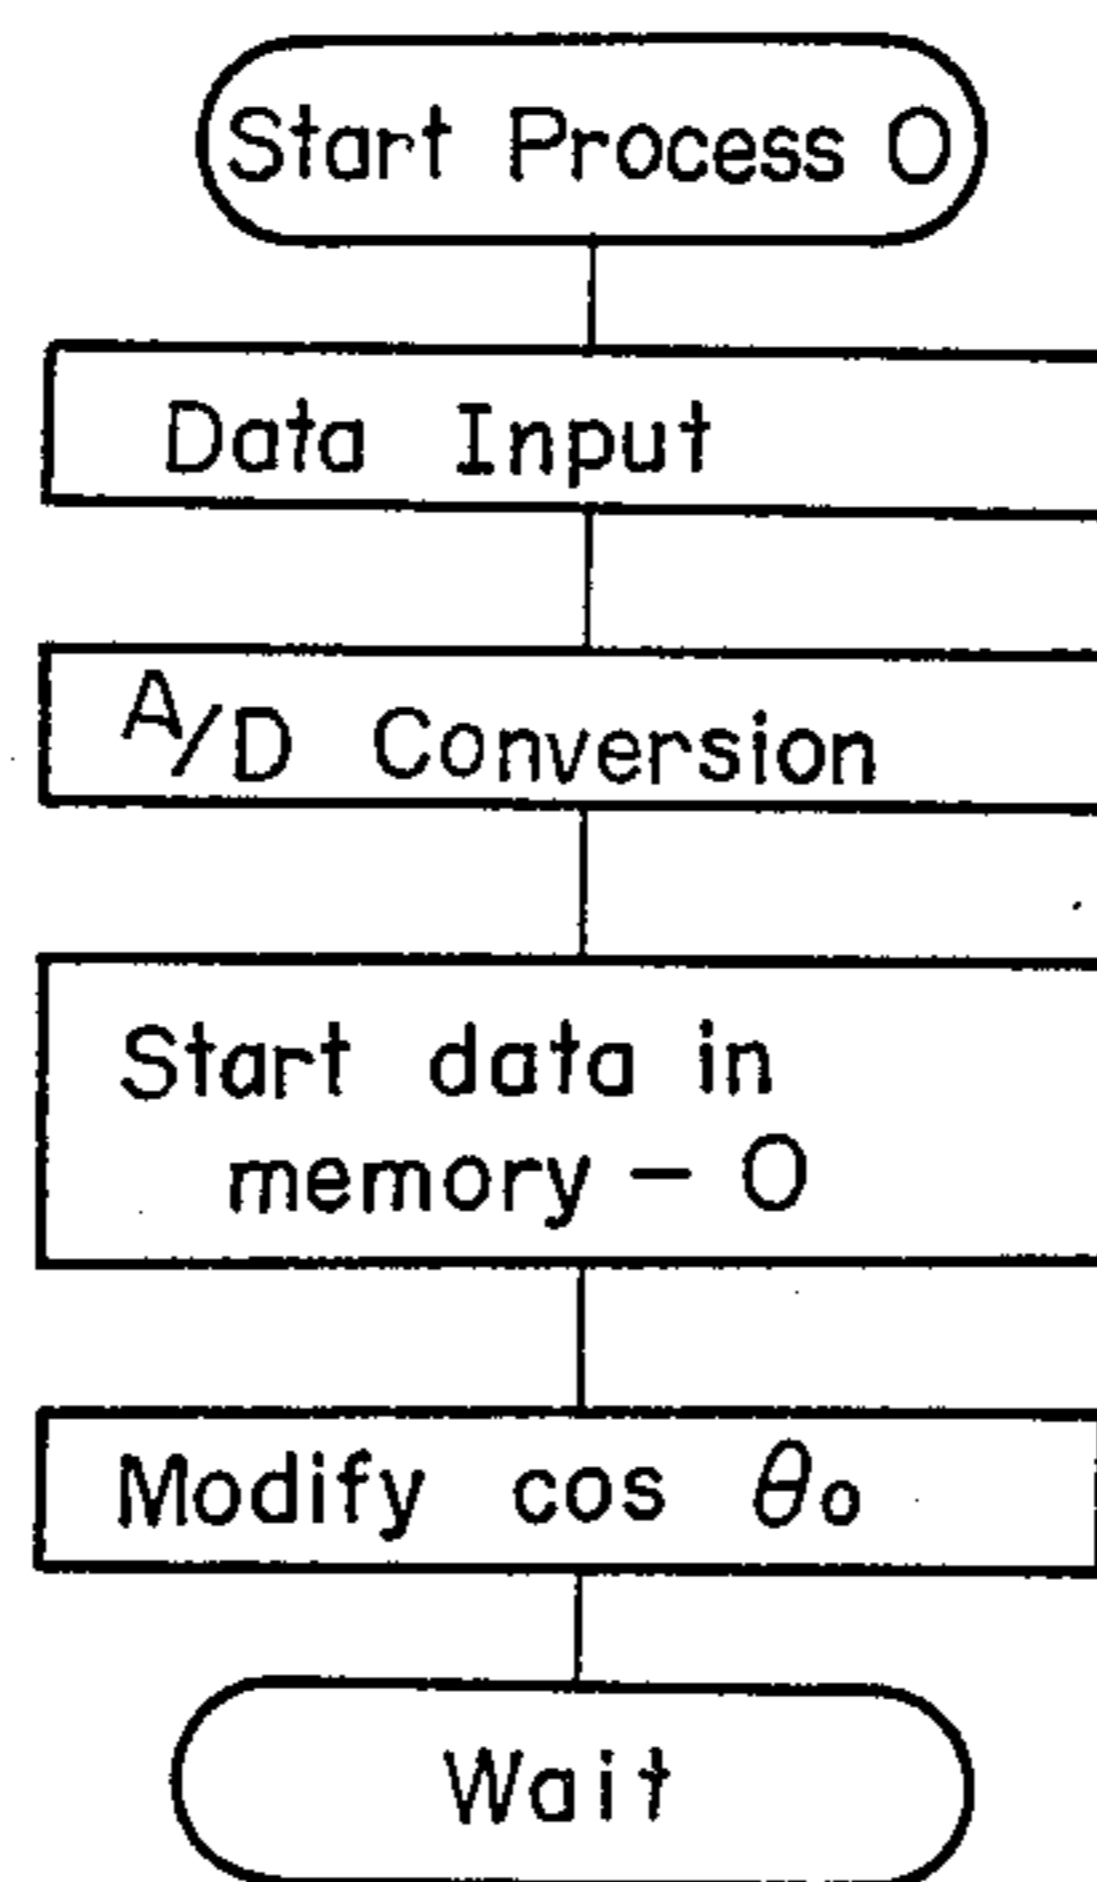 Start Process O
Data Input
A/D Conversion
Start data in
memory - O
Modify cos θo
Wait